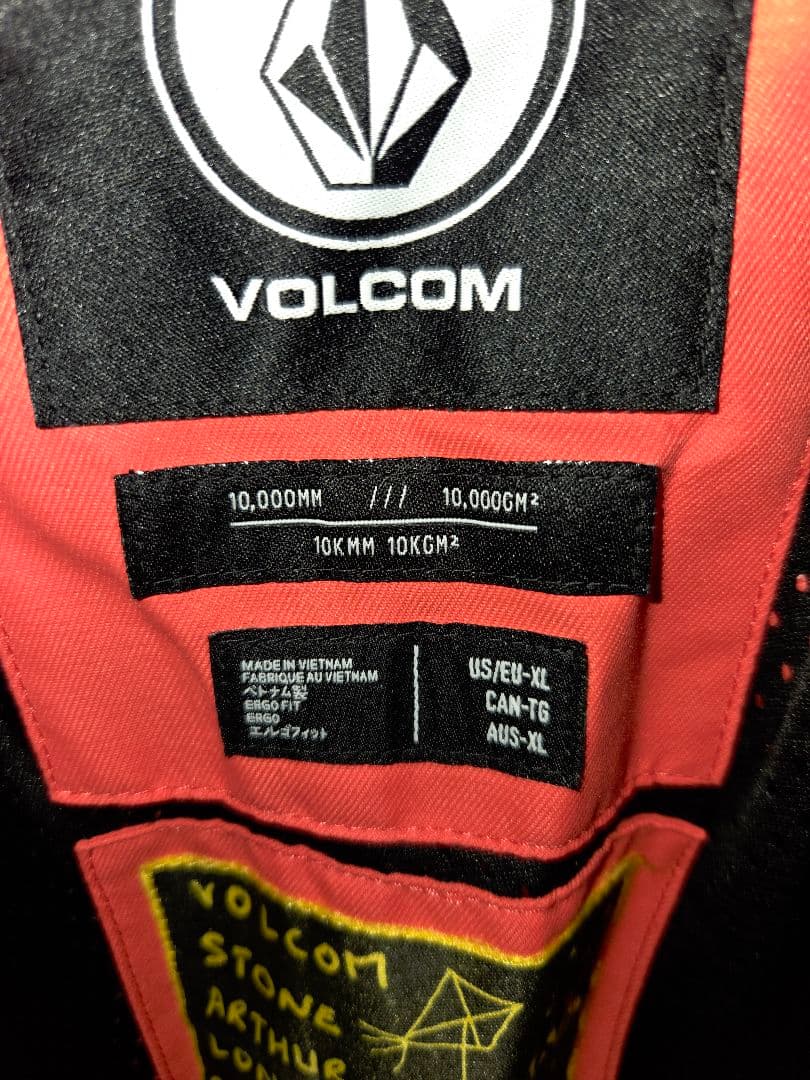 VOLCOM
10,000MM /// 10,000GM²
10KMM 10KGM²
MADE IN VIETNAM
FABRIQUE AU VIETNAM
ベトナム製
ERGO FIT
ERGO
エルゴフィット
US/EU-XL
CAN-TG
AUS-XL
VOLCOM
STONE
ARTHUR